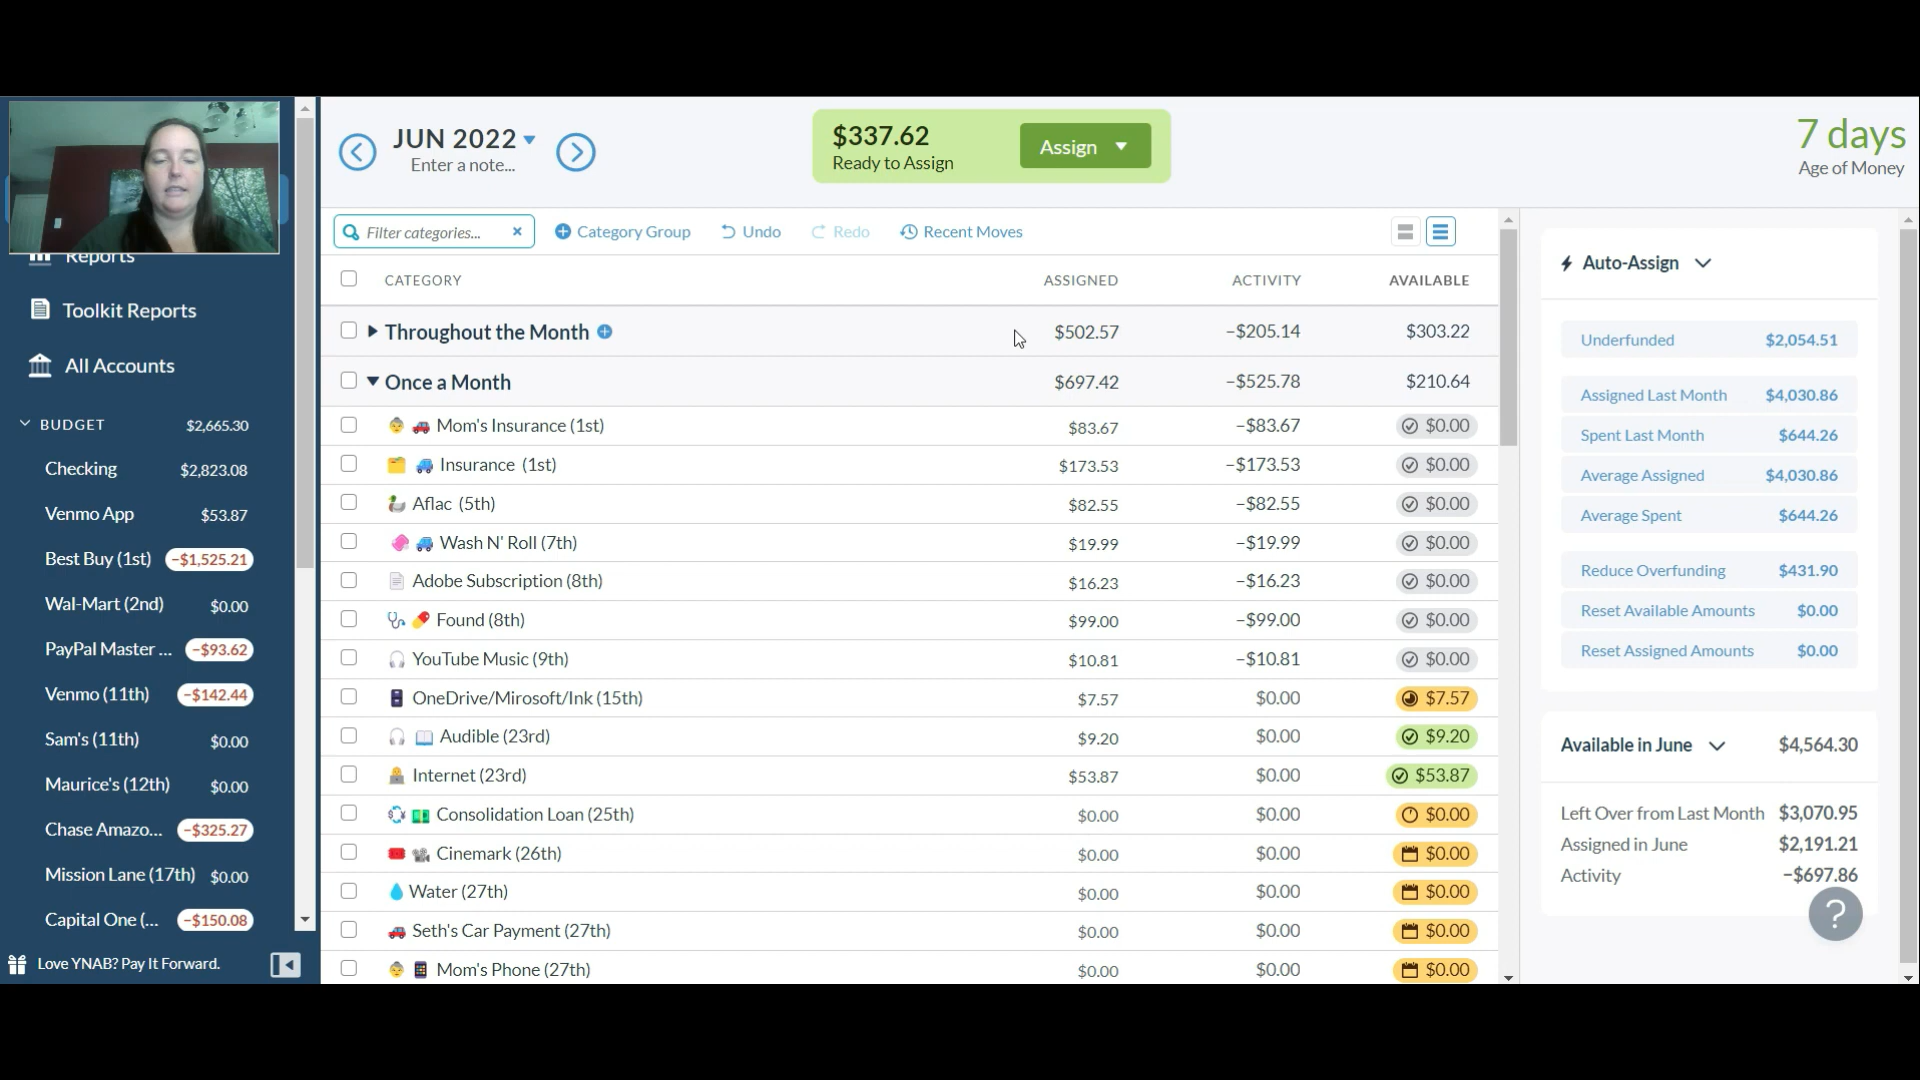 Reports
Toolkit Reports
All Accounts
BUDGET $2,665.30
Checking $2,823.08
Venmo App $53.87
Best Buy (1st) −$1,525.21
Wal-Mart (2nd) $0.00
PayPal Master ... −$93.62
Venmo (11th) −$142.44
Sam's (11th) $0.00
Maurice's (12th) $0.00
Chase Amazo... −$325.27
Mission Lane (17th) $0.00
Capital One (... −$150.08
Love YNAB? Pay It Forward.
JUN 2022
Enter a note...
$337.62
Ready to Assign
Assign
7 days
Age of Money
Filter categories...
Category Group
Undo
Redo
Recent Moves
CATEGORY ASSIGNED ACTIVITY AVAILABLE
Throughout the Month $502.57 −$205.14 $303.22
Once a Month $697.42 −$525.78 $210.64
Mom's Insurance (1st) $83.67 −$83.67 $0.00
Insurance (1st) $173.53 −$173.53 $0.00
Aflac (5th) $82.55 −$82.55 $0.00
Wash N' Roll (7th) $19.99 −$19.99 $0.00
Adobe Subscription (8th) $16.23 −$16.23 $0.00
Found (8th) $99.00 −$99.00 $0.00
YouTube Music (9th) $10.81 −$10.81 $0.00
OneDrive/Mirosoft/Ink (15th) $7.57 $0.00 $7.57
Audible (23rd) $9.20 $0.00 $9.20
Internet (23rd) $53.87 $0.00 $53.87
Consolidation Loan (25th) $0.00 $0.00 $0.00
Cinemark (26th) $0.00 $0.00 $0.00
Water (27th) $0.00 $0.00 $0.00
Seth's Car Payment (27th) $0.00 $0.00 $0.00
Mom's Phone (27th) $0.00 $0.00 $0.00
Auto-Assign
Underfunded $2,054.51
Assigned Last Month $4,030.86
Spent Last Month $644.26
Average Assigned $4,030.86
Average Spent $644.26
Reduce Overfunding $431.90
Reset Available Amounts $0.00
Reset Assigned Amounts $0.00
Available in June $4,564.30
Left Over from Last Month $3,070.95
Assigned in June $2,191.21
Activity −$697.86
?